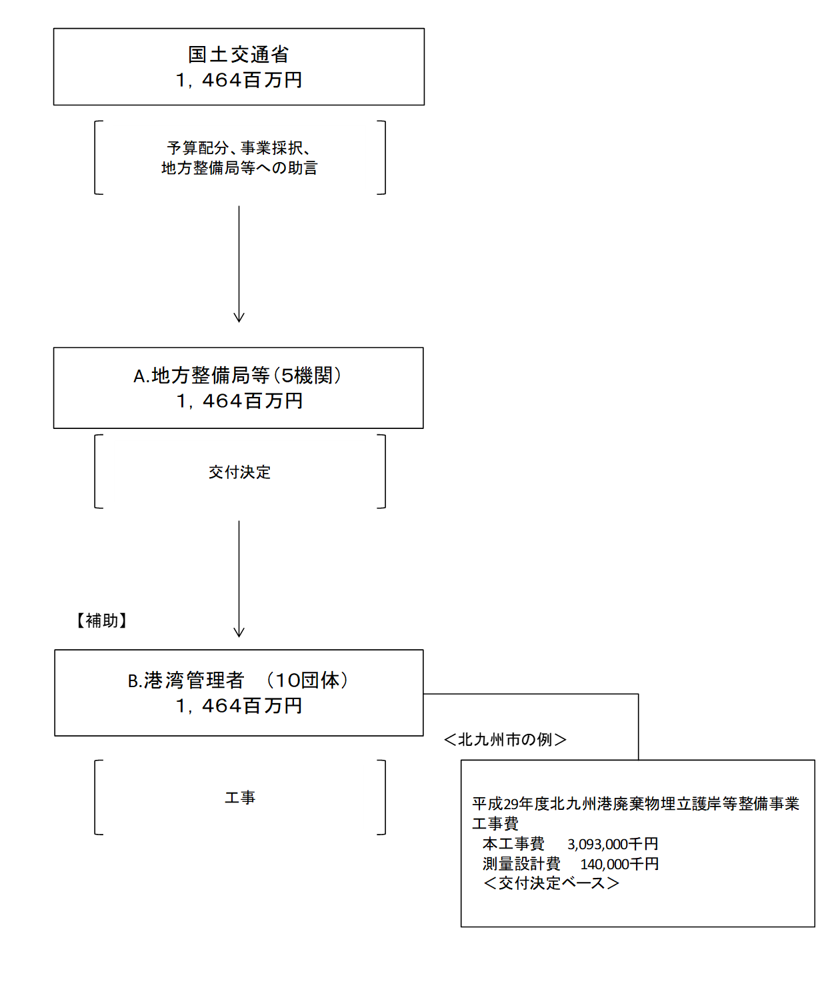 国土交通省
１，４６４百万円
予算配分、事業採択、
地方整備局等への助言
A.地方整備局等（５機関）
１，４６４百万円
交付決定
【補助】
B.港湾管理者　（１０団体）
１，４６４百万円
＜北九州市の例＞
工事
平成29年度北九州港廃棄物埋立護岸等整備事業
工事費
本工事費　3,093,000千円
測量設計費　140,000千円
＜交付決定ベース＞